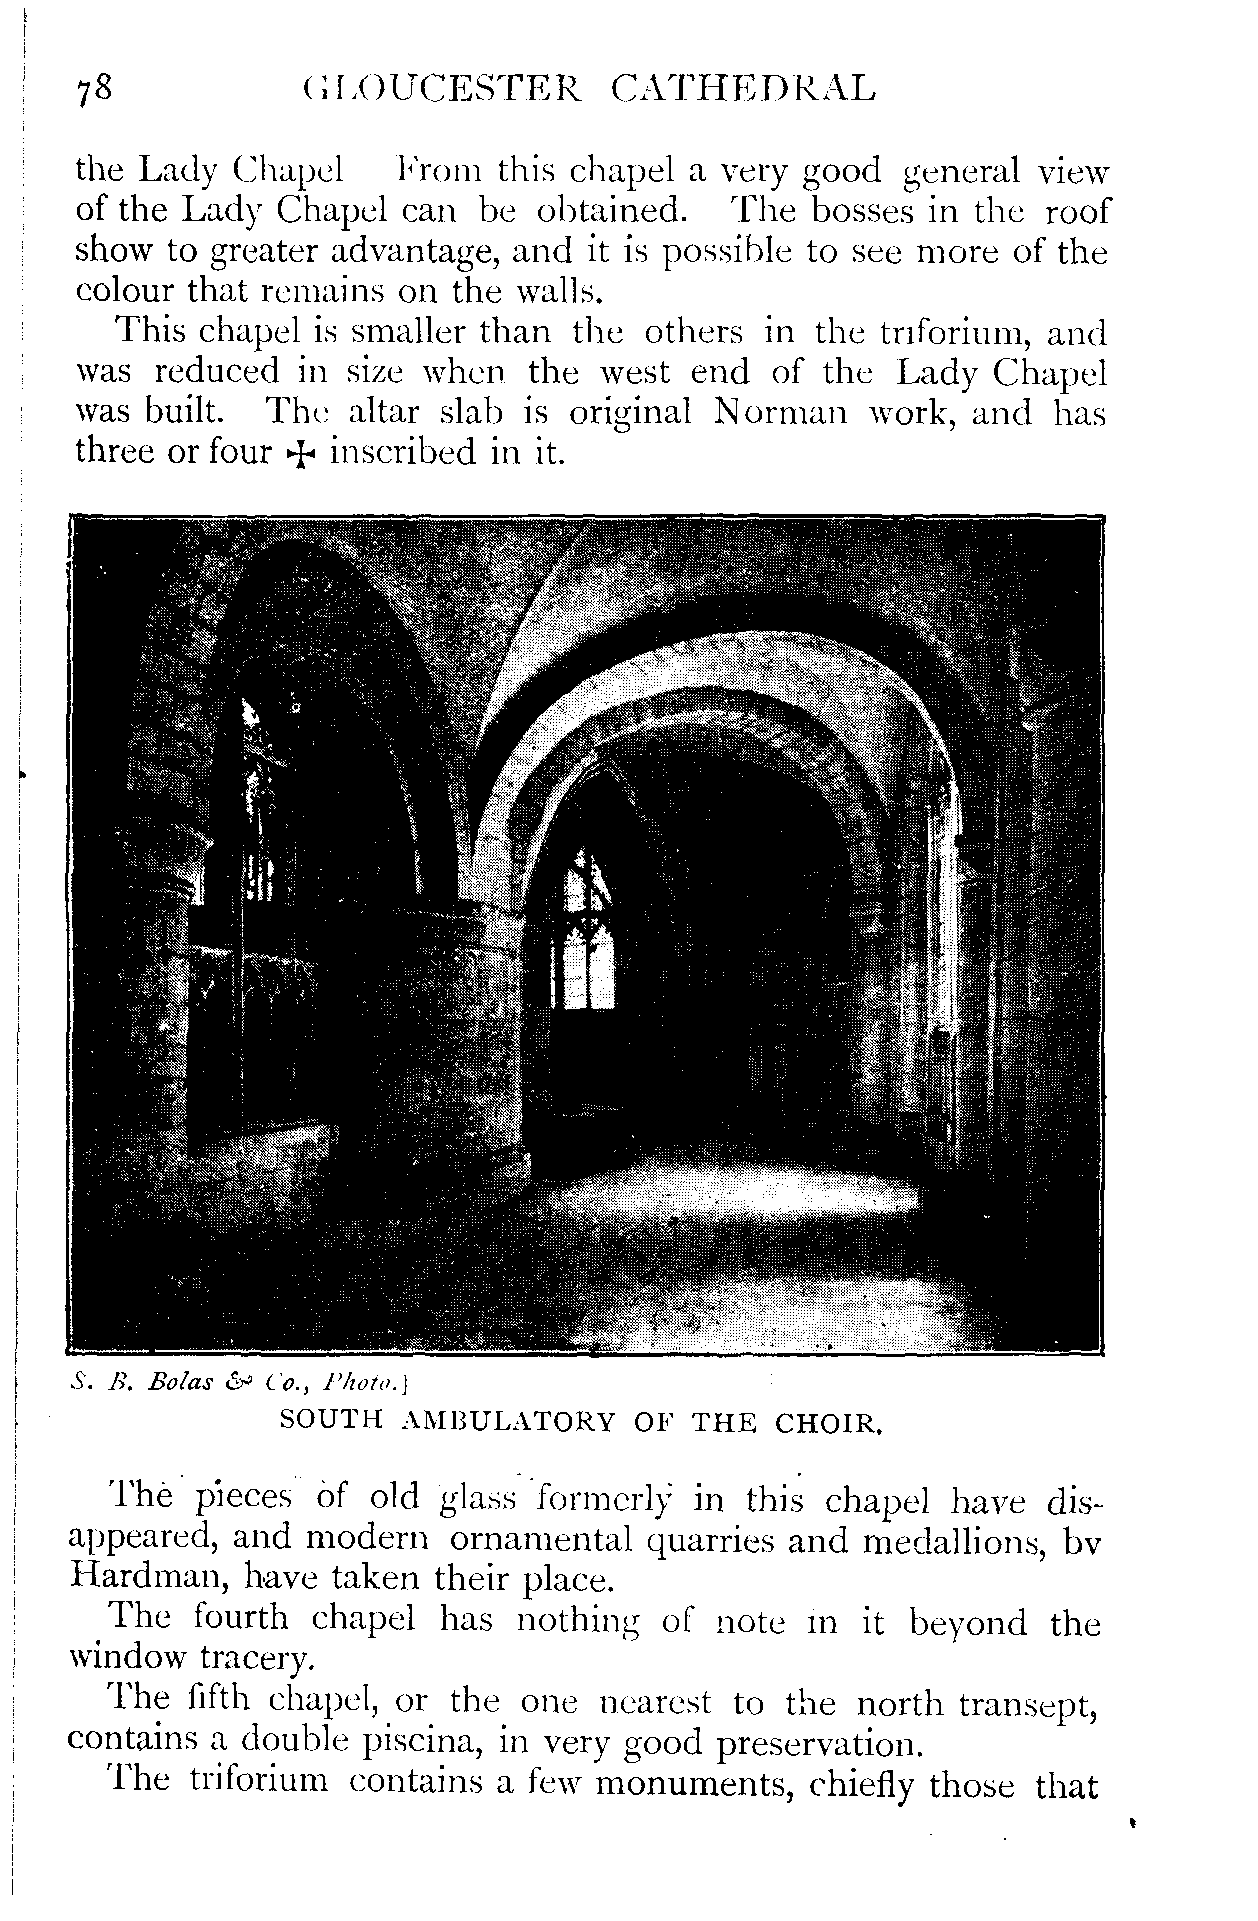 78 GLOUCESTER CATHEDRAL
the Lady Chapel From this chapel a very good general view
of the Lady Chapel can be obtained. The bosses in the roof
show to greater advantage, and it is possible to see more of the
colour that remains on the walls.
This chapel is smaller than the others in the triforium, and
was reduced in size when the west end of the Lady Chapel
was built. The altar slab is original Norman work, and has
three or four ✠ inscribed in it.
S. B. Bolas & Co., Photo.]
SOUTH AMBULATORY OF THE CHOIR.
The pieces of old glass formerly in this chapel have dis-
appeared, and modern ornamental quarries and medallions, by
Hardman, have taken their place.
The fourth chapel has nothing of note in it beyond the
window tracery.
The fifth chapel, or the one nearest to the north transept,
contains a double piscina, in very good preservation.
The triforium contains a few monuments, chiefly those that